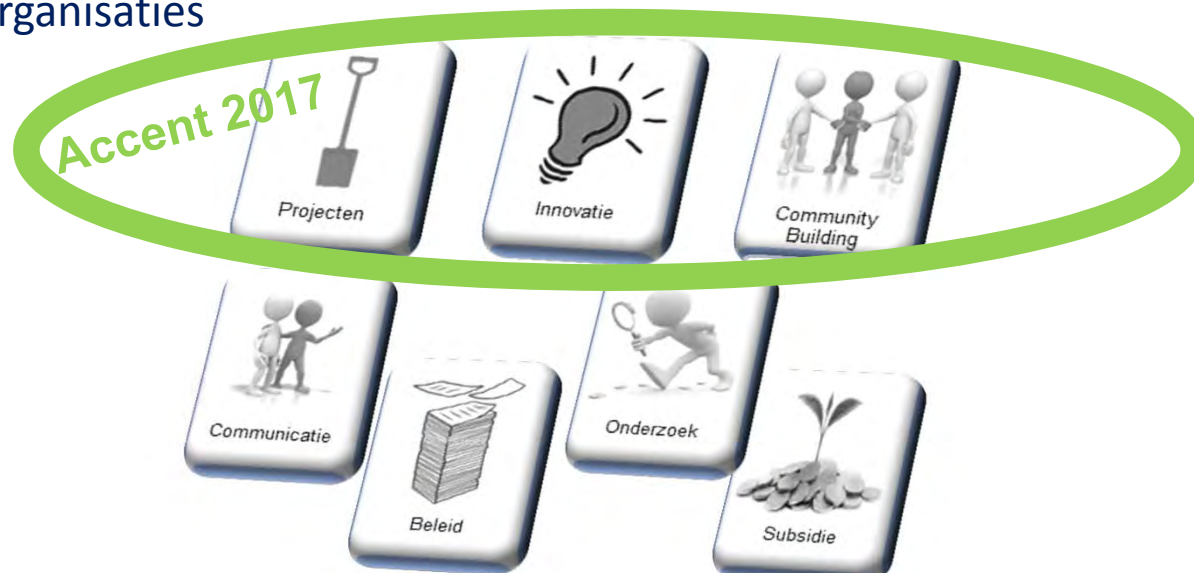 rganisaties
Accent 2017
Projecten
Innovatie
Community
Building
Communicatie
Onderzoek
Beleid
Subsidie